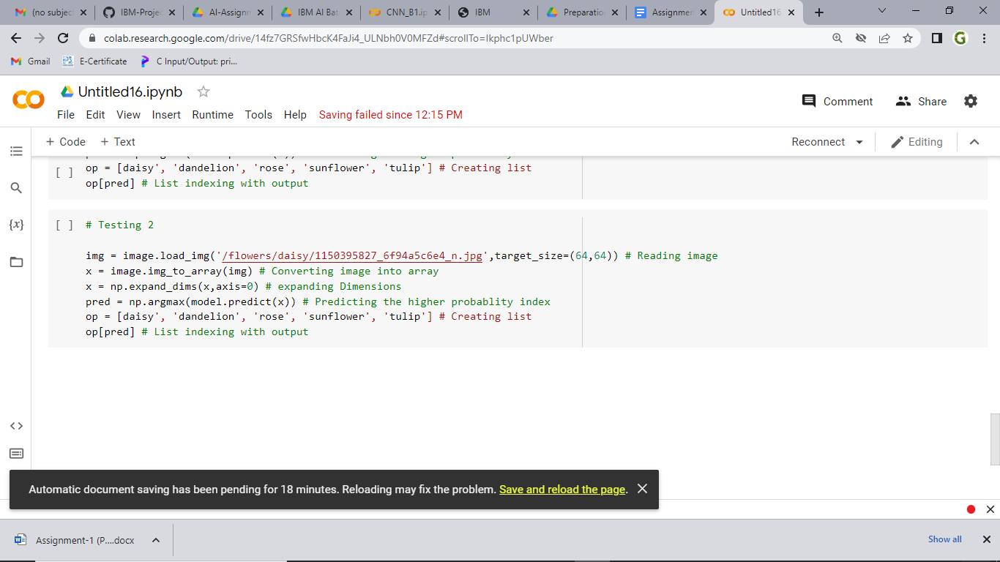 (no subjec
IBM-Projec
AI-Assignm
IBM AI Bat
CNN_B1.ip
IBM
Preparatio
Assignmen
Untitled16
colab.research.google.com/drive/14fz7GRSfwHbcK4FaJi4_ULNbh0V0MFZd#scrollTo=Ikphc1pUWber
G
Gmail
E-Certificate
C Input/Output: pri...
Untitled16.ipynb
Comment
Share
File Edit View Insert Runtime Tools Help Saving failed since 12:15 PM
+ Code + Text
Reconnect
Editing
[ ] op = [daisy', 'dandelion', 'rose', 'sunflower', 'tulip'] # Creating list
op[pred] # List indexing with output
[ ] # Testing 2
img = image.load_img('/flowers/daisy/1150395827_6f94a5c6e4_n.jpg',target_size=(64,64)) # Reading image
x = image.img_to_array(img) # Converting image into array
x = np.expand_dims(x,axis=0) # expanding Dimensions
pred = np.argmax(model.predict(x)) # Predicting the higher probablity index
op = [daisy', 'dandelion', 'rose', 'sunflower', 'tulip'] # Creating list
op[pred] # List indexing with output
{x}
Automatic document saving has been pending for 18 minutes. Reloading may fix the problem. Save and reload the page.
Assignment-1 (P....docx
Show all